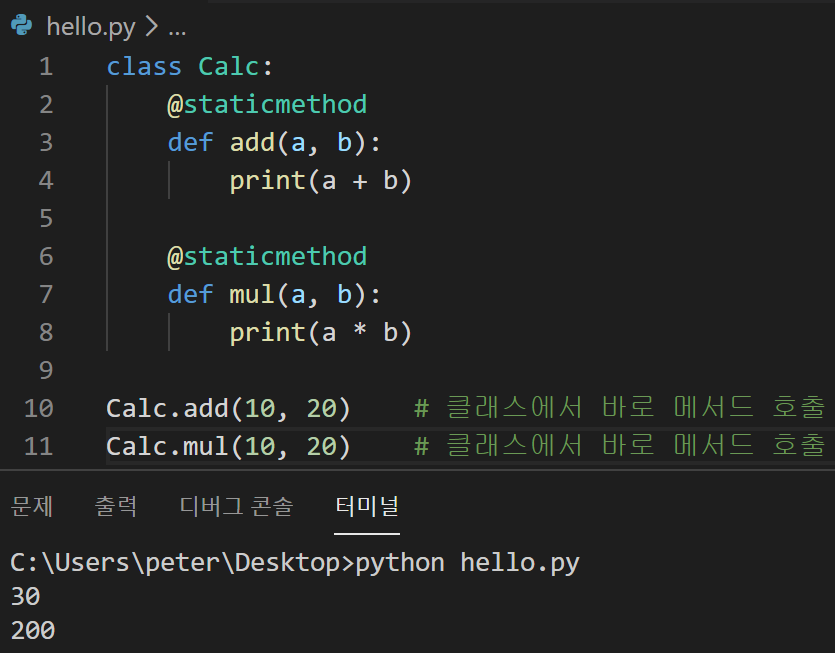 hello.py > ...
1 class Calc:
2     @staticmethod
3     def add(a, b):
4         print(a + b)
5
6     @staticmethod
7     def mul(a, b):
8         print(a * b)
9
10 Calc.add(10, 20)    # 클래스에서 바로 메서드 호출
11 Calc.mul(10, 20)    # 클래스에서 바로 메서드 호출
문제 출력 디버그 콘솔 터미널
C:\Users\peter\Desktop>python hello.py
30
200